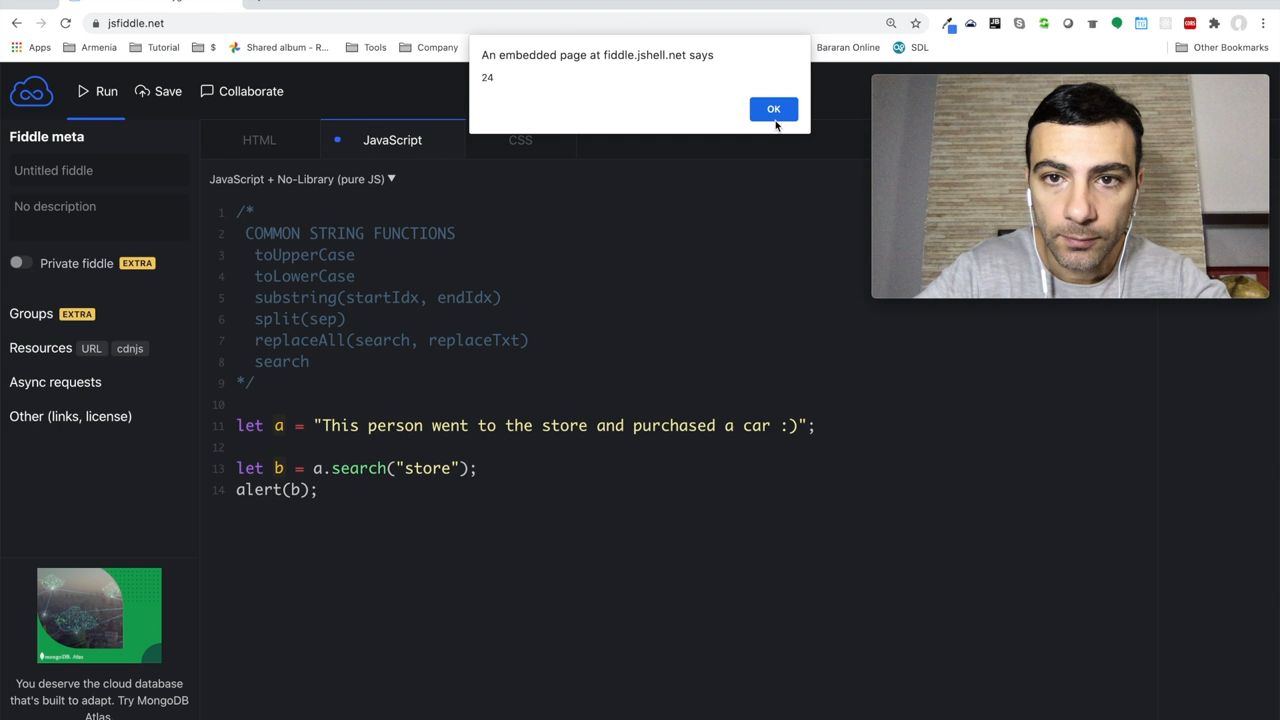 jsfiddle.net
Apps
Armenia
Tutorial
$
Shared album - R...
Tools
Company
Bararan Online
SDL
Other Bookmarks
An embedded page at fiddle.jshell.net says
24
OK
Run
Save
Collaborate
Fiddle meta
Untitled fiddle
No description
Private fiddle EXTRA
Groups EXTRA
Resources URL cdnjs
Async requests
Other (links, license)
mongoDB. Atlas
You deserve the cloud database
that's built to adapt. Try MongoDB
Atlas.
HTML
JavaScript
CSS
JavaScript + No-Library (pure JS)
1 /*
2 COMMON STRING FUNCTIONS
3 toUpperCase
4 toLowerCase
5 substring(startIdx, endIdx)
6 split(sep)
7 replaceAll(search, replaceTxt)
8 search
9 */
10
11 let a = "This person went to the store and purchased a car :)";
12
13 let b = a.search("store");
14 alert(b);